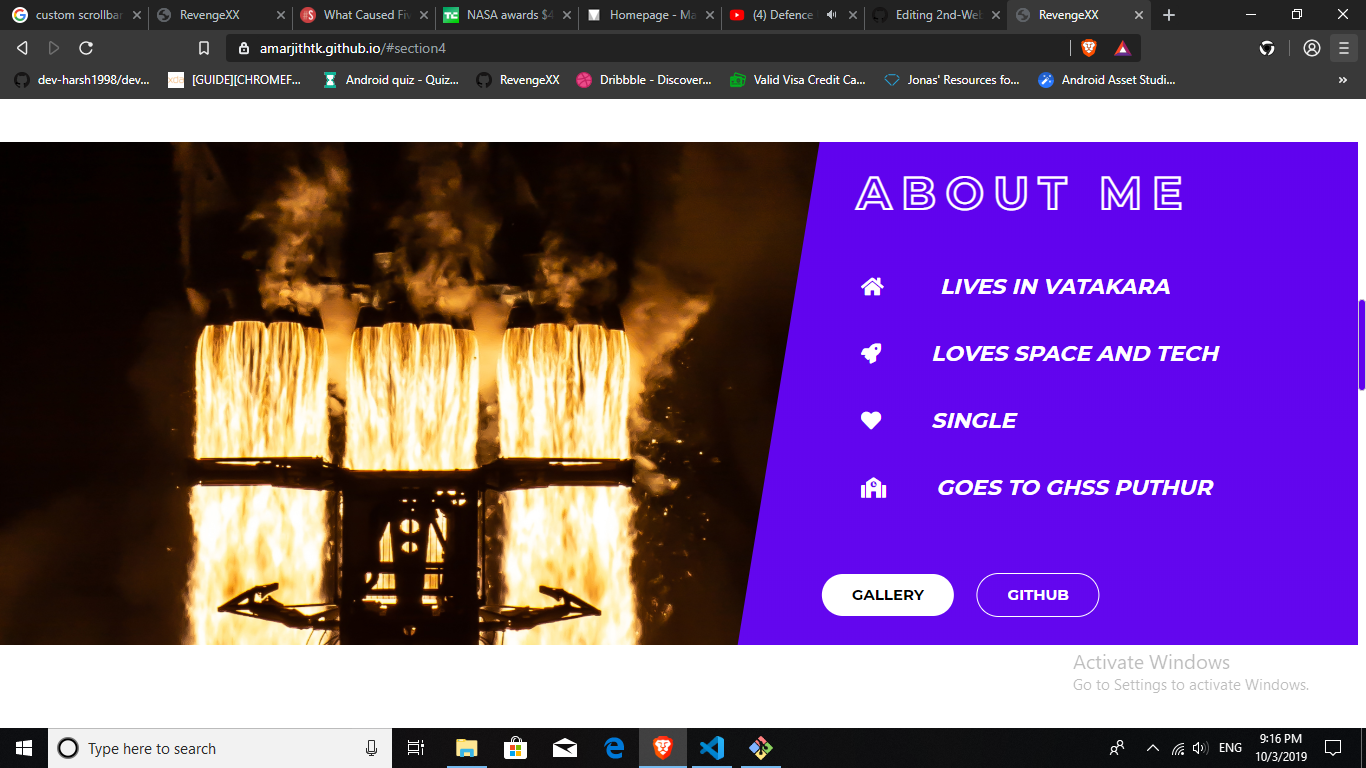 custom scrollba
RevengeXX
What Caused Fiv
NASA awards $4
Homepage - Ma
(4) Defence
Editing 2nd-Web
RevengeXX
amarjithtk.github.io/#section4
dev-harsh1998/dev...
[GUIDE][CHROMEF...
Android quiz - Quiz...
RevengeXX
Dribbble - Discover...
Valid Visa Credit Ca...
Jonas' Resources fo...
Android Asset Studi...
ABOUT ME
LIVES IN VATAKARA
LOVES SPACE AND TECH
SINGLE
GOES TO GHSS PUTHUR
GALLERY
GITHUB
Activate Windows
Go to Settings to activate Windows.
Type here to search
ENG
9:16 PM
10/3/2019